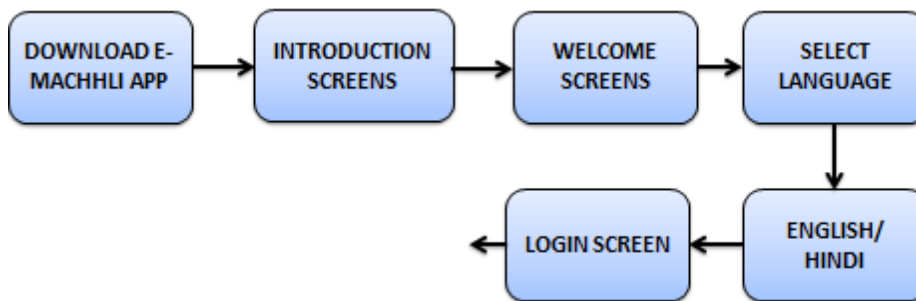 DOWNLOAD E-
MACHHLI APP
INTRODUCTION
SCREENS
WELCOME
SCREENS
SELECT
LANGUAGE
ENGLISH/
HINDI
LOGIN SCREEN